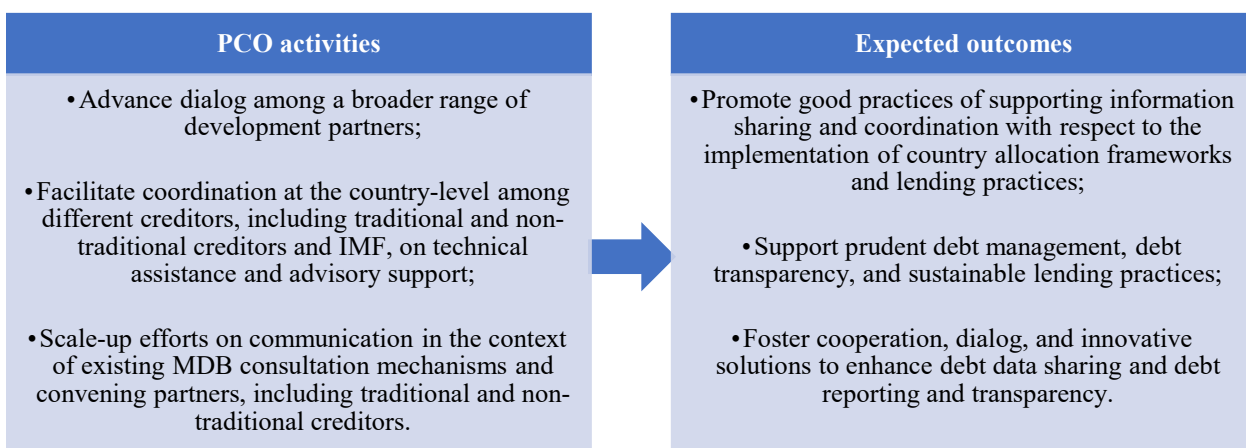 PCO activities
•Advance dialog among a broader range of
development partners;
•Facilitate coordination at the country-level among
different creditors, including traditional and non-
traditional creditors and IMF, on technical
assistance and advisory support;
•Scale-up efforts on communication in the context
of existing MDB consultation mechanisms and
convening partners, including traditional and non-
traditional creditors.
Expected outcomes
•Promote good practices of supporting information
sharing and coordination with respect to the
implementation of country allocation frameworks
and lending practices;
•Support prudent debt management, debt
transparency, and sustainable lending practices;
•Foster cooperation, dialog, and innovative
solutions to enhance debt data sharing and debt
reporting and transparency.